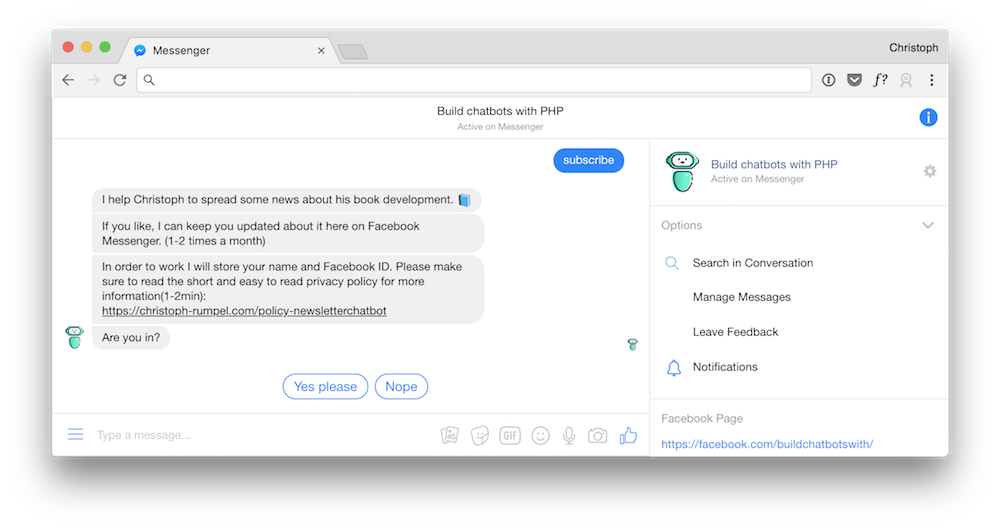 Messenger
Christoph
f?
Build chatbots with PHP
Active on Messenger
subscribe
I help Christoph to spread some news about his book development. 📘
If you like, I can keep you updated about it here on Facebook
Messenger. (1-2 times a month)
In order to work I will store your name and Facebook ID. Please make
sure to read the short and easy to read privacy policy for more
information(1-2min):
https://christoph-rumpel.com/policy-newsletterchatbot
Are you in?
Yes please
Nope
Type a message...
GIF
Build chatbots with PHP
Active on Messenger
Options
Search in Conversation
Manage Messages
Leave Feedback
Notifications
Facebook Page
https://facebook.com/buildchatbotswith/